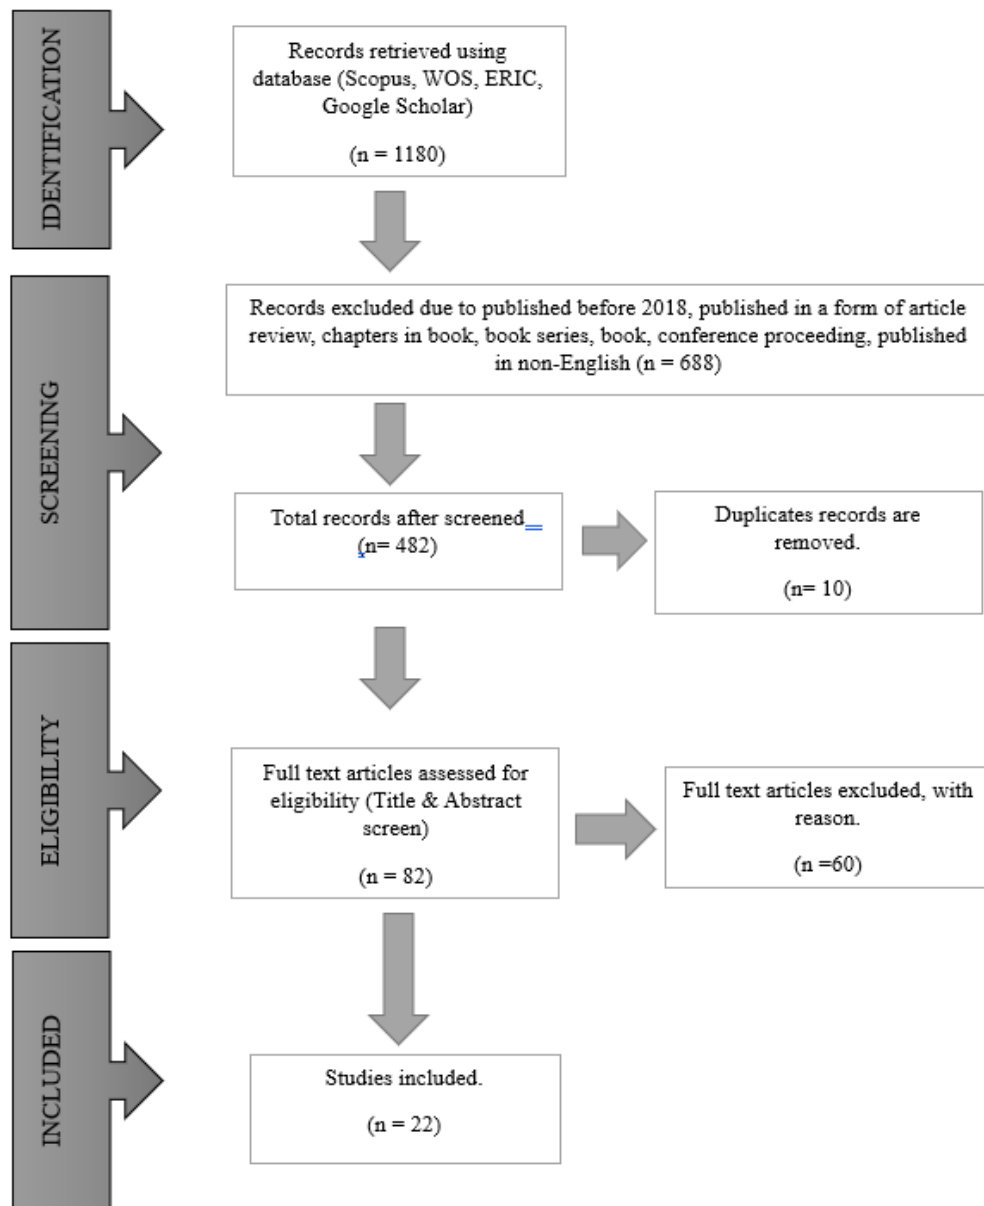 IDENTIFICATION
Records retrieved using
database (Scopus, WOS, ERIC,
Google Scholar)
(n = 1180)
SCREENING
Records excluded due to published before 2018, published in a form of article
review, chapters in book, book series, book, conference proceeding, published
in non-English (n = 688)
Total records after screened
(n= 482)
Duplicates records are
removed.
(n= 10)
ELIGIBILITY
Full text articles assessed for
eligibility (Title & Abstract
screen)
(n = 82)
Full text articles excluded, with
reason.
(n =60)
INCLUDED
Studies included.
(n = 22)